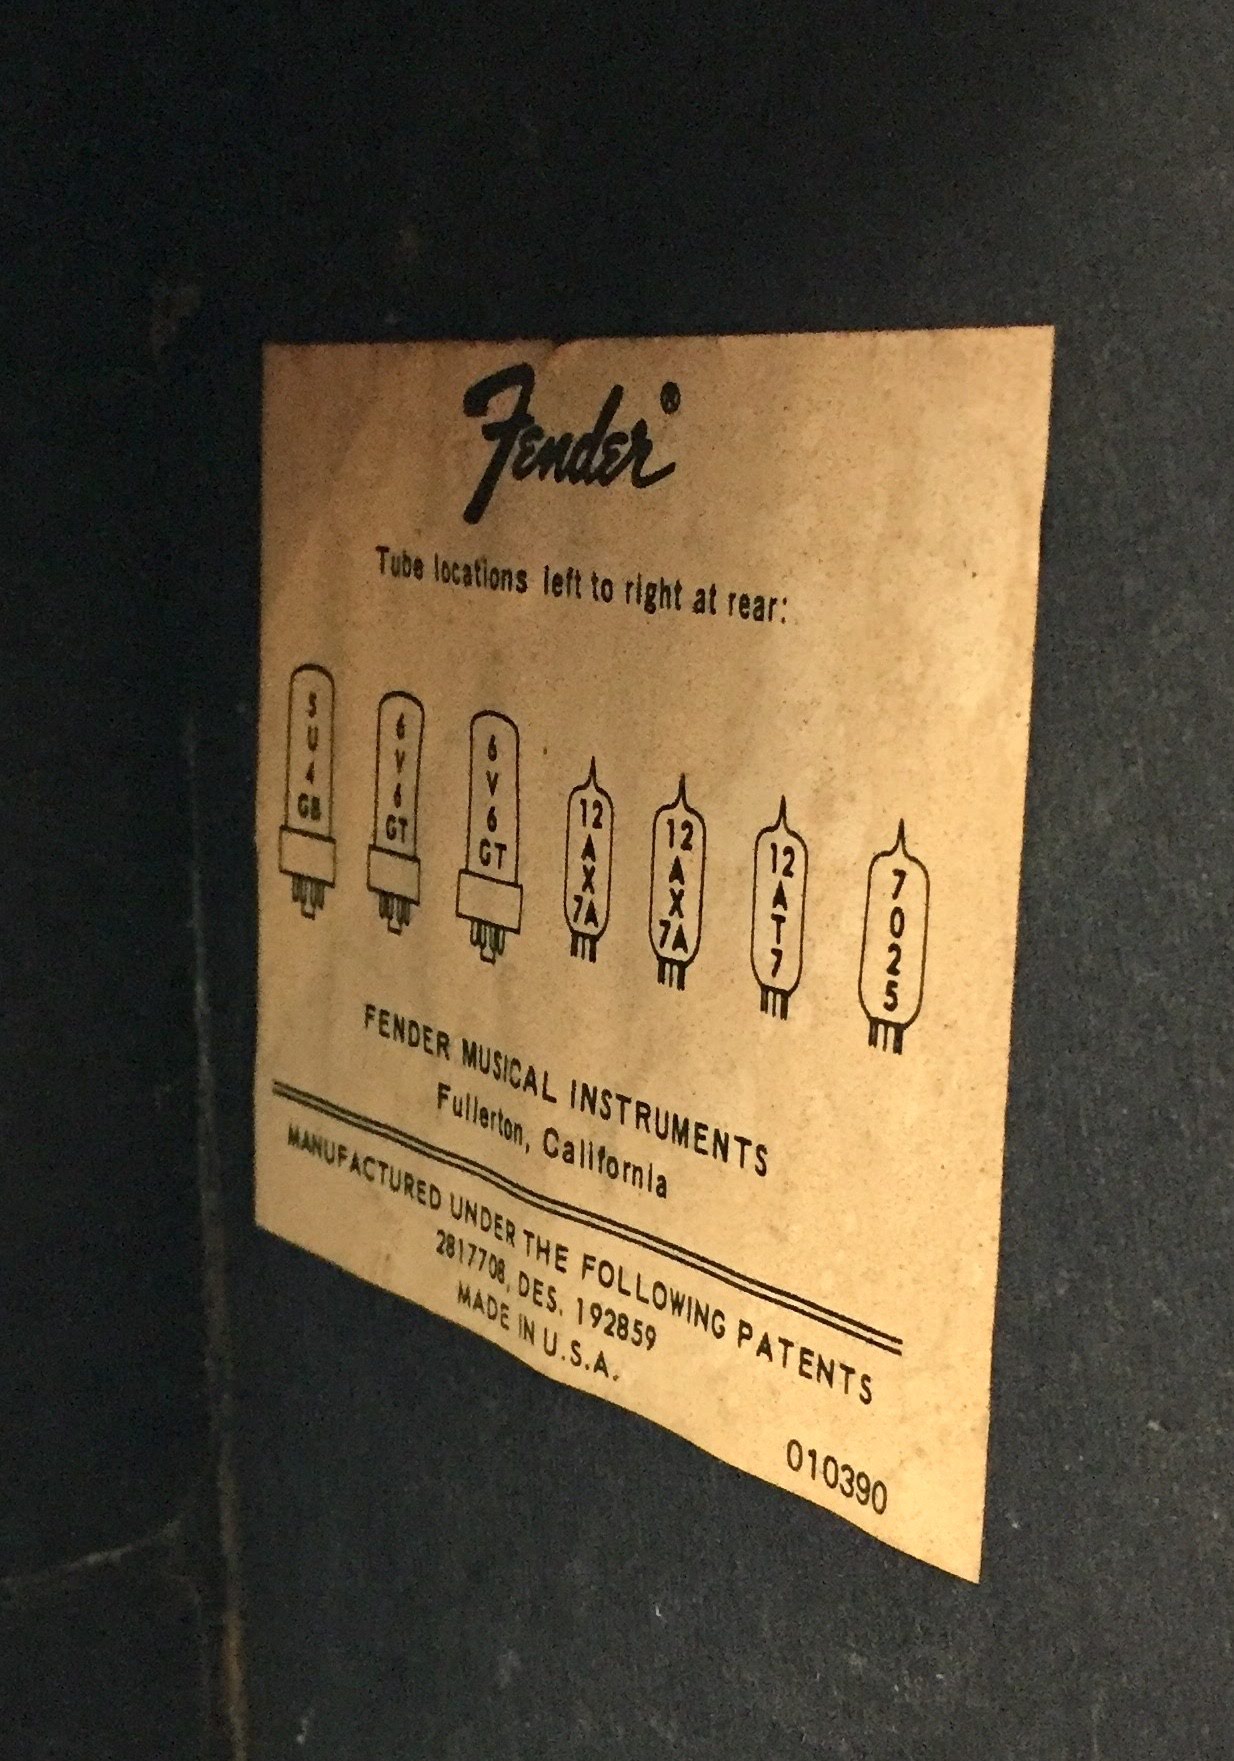 Fender®
Tube locations left to right at rear:
5U4GB 6V6GT 6V6GT 12AX7A 12AX7A 12AT7 7025
FENDER MUSICAL INSTRUMENTS
Fullerton, California
MANUFACTURED UNDER THE FOLLOWING PATENTS
2817708, DES. 192859
MADE IN U.S.A.
010390